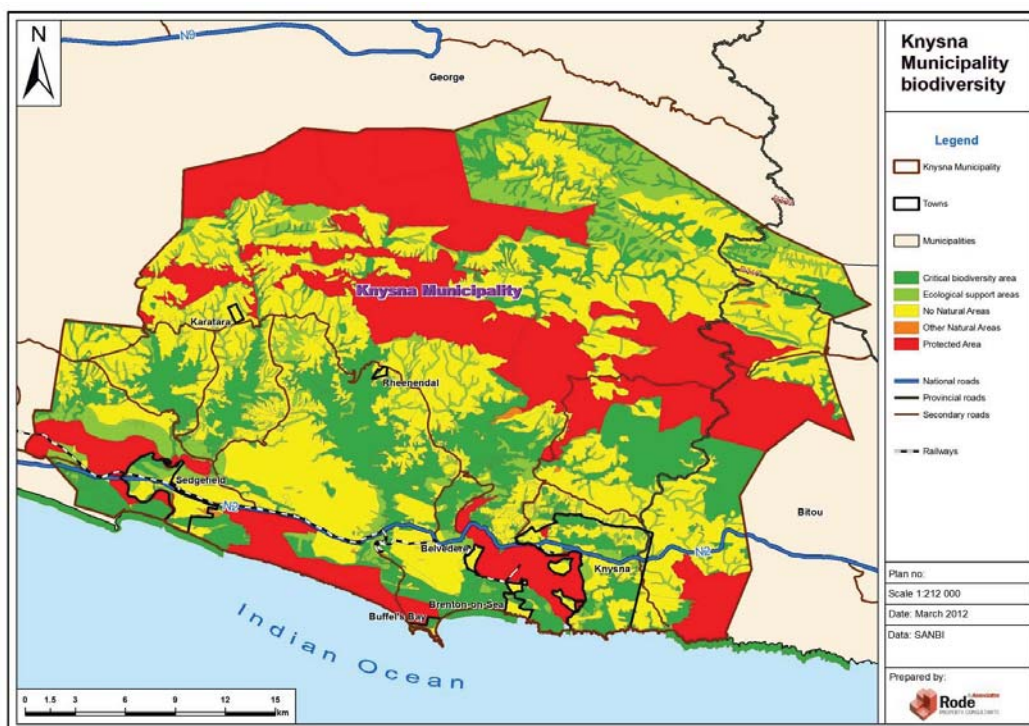 N
N9
George
Knysna Municipality
Karatara
Rheenendal
Sedgefield
N2
Belvedere
Knysna
N2
Bitou
Brenton-on-Sea
Buffel's Bay
Indian Ocean
0 1.5 3 6 9 12 15
km
Knysna
Municipality
biodiversity
Legend
Knysna Municipality
Towns
Municipalities
Critical biodiversity area
Ecological support areas
No Natural Areas
Other Natural Areas
Protected Area
National roads
Provincial roads
Secondary roads
Railways
Plan no:
Scale 1:212 000
Date: March 2012
Data: SANBI
Prepared by:
Rode
PROPERTY CONSULTANTS